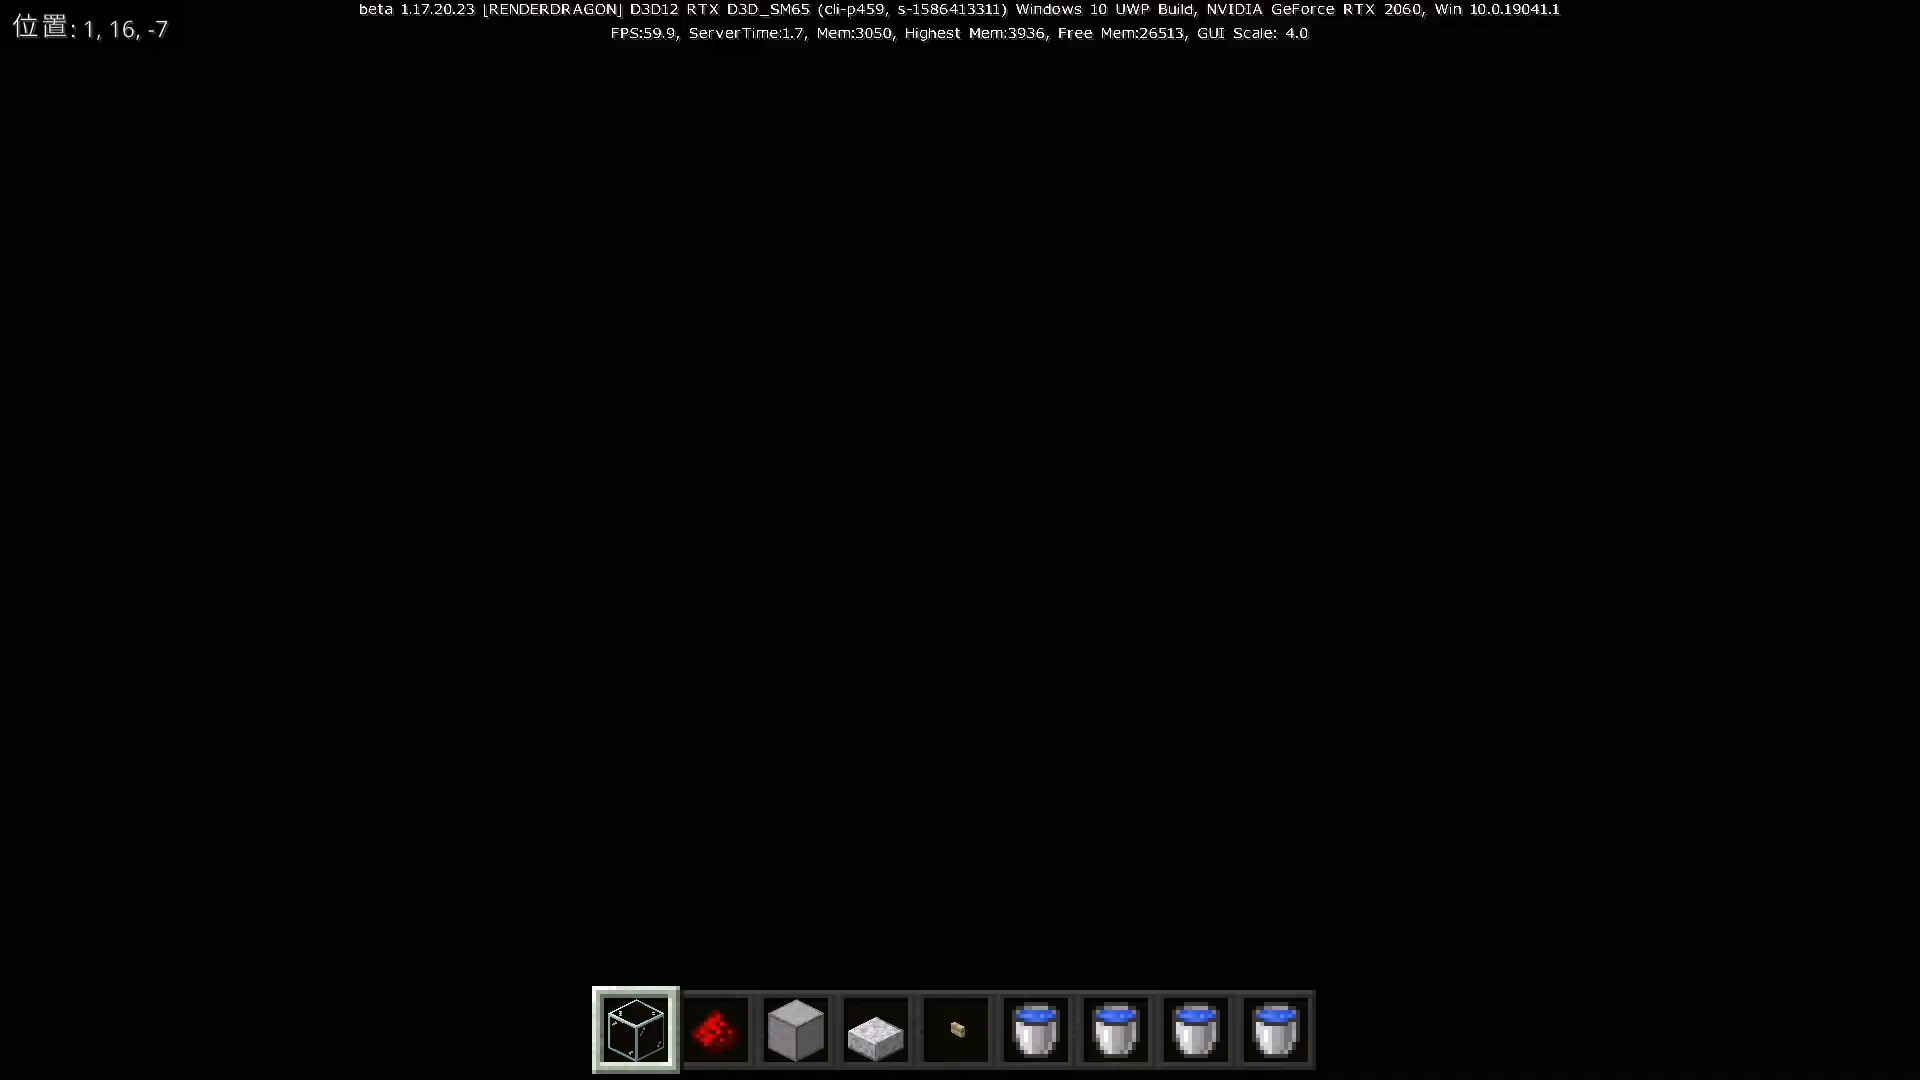 beta 1.17.20.23 [RENDERDRAGON] D3D12 RTX D3D_SM65 (cli-p459, s-1586413311) Windows 10 UWP Build, NVIDIA GeForce RTX 2060, Win 10.0.19041.1
位置: 1, 16, -7
FPS:59.9, ServerTime:1.7, Mem:3050, Highest Mem:3936, Free Mem:26513, GUI Scale: 4.0